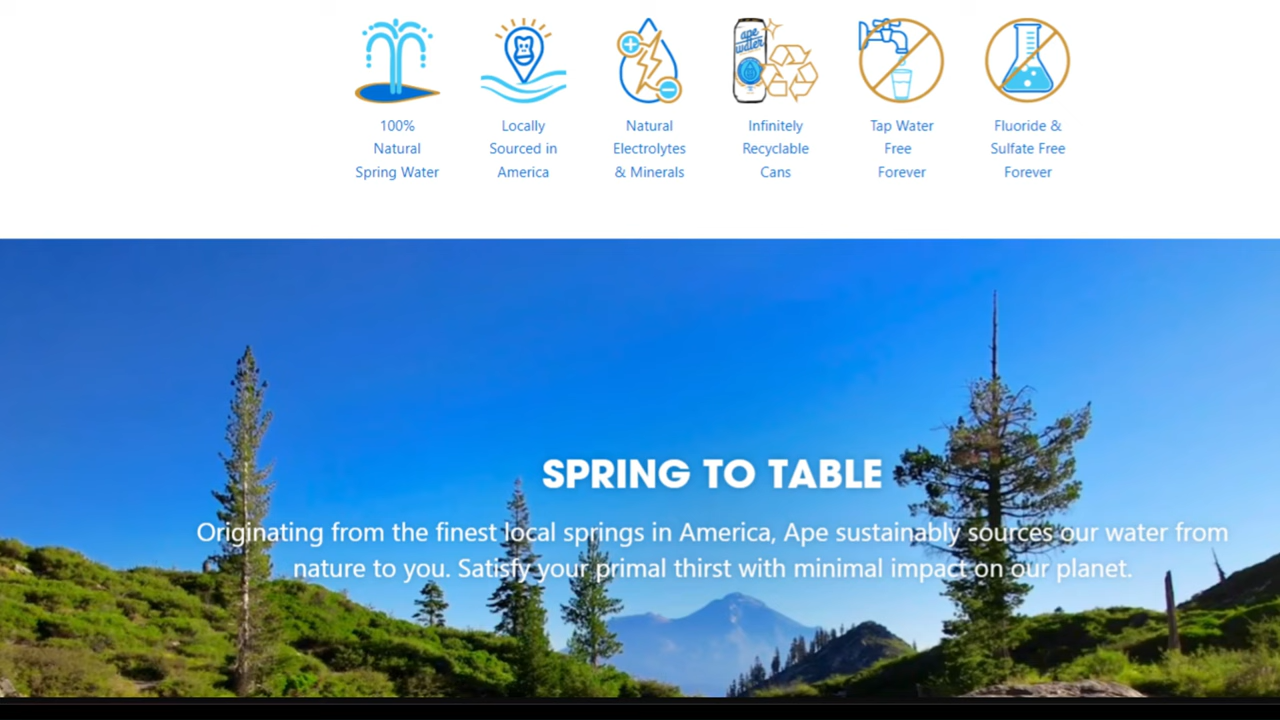 ape
water
100%
Natural
Spring Water
Locally
Sourced in
America
Natural
Electrolytes
& Minerals
Infinitely
Recyclable
Cans
Tap Water
Free
Forever
Fluoride &
Sulfate Free
Forever
SPRING TO TABLE
Originating from the finest local springs in America, Ape sustainably sources our water from
nature to you. Satisfy your primal thirst with minimal impact on our planet.